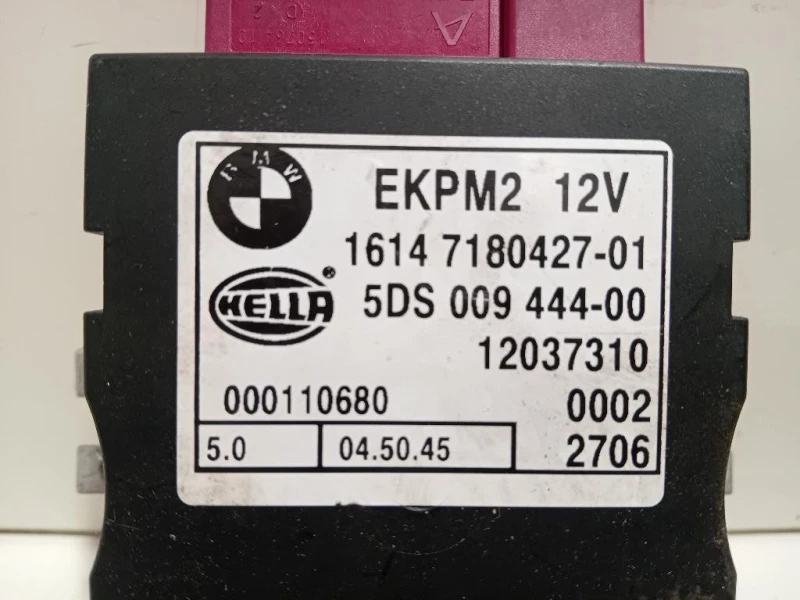 BMW
EKPM2 12V
1614 7180427-01
HELLA ®
5DS 009 444-00
12037310
000110680
0002
5.0
04.50.45
2706